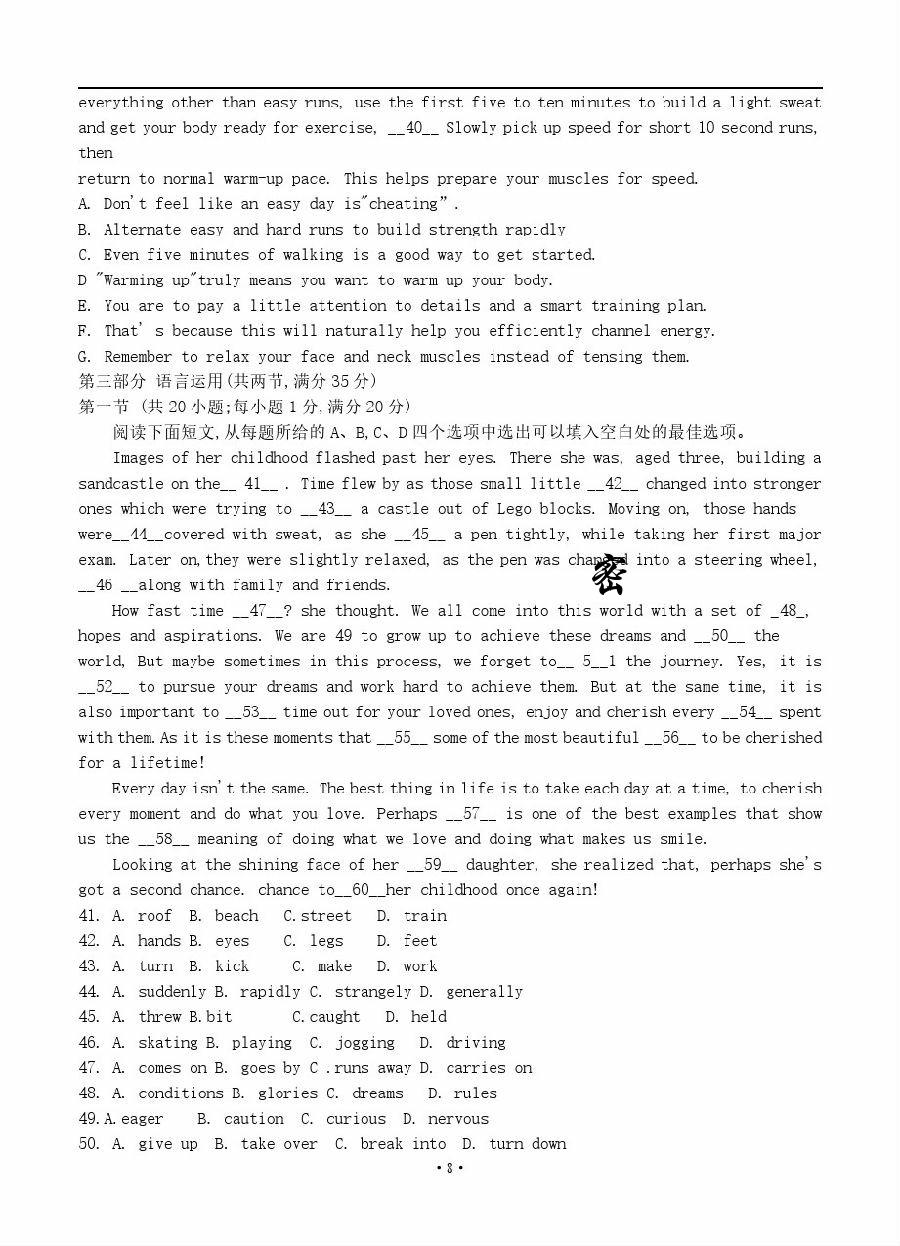 everything other than easy runs, use the first five to ten minutes to build a light sweat
and get your body ready for exercise, __40__ Slowly pick up speed for short 10 second runs,
then
return to normal warm-up pace. This helps prepare your muscles for speed.
A. Don't feel like an easy day is"cheating”.
B. Alternate easy and hard runs to build strength rapidly
C. Even five minutes of walking is a good way to get started.
D "Warming up"truly means you want to warm up your body.
E. You are to pay a little attention to details and a smart training plan.
F. That's because this will naturally help you efficiently channel energy.
G. Remember to relax your face and neck muscles instead of tensing them.
第三部分 语言运用(共两节,满分35分)
第一节 (共20小题;每小题1分,满分20分)
阅读下面短文,从每题所给的A、B,C、D四个选项中选出可以填入空白处的最佳选项。
Images of her childhood flashed past her eyes. There she was, aged three, building a
sandcastle on the__ 41__ . Time flew by as those small little __42__ changed into stronger
ones which were trying to __43__ a castle out of Lego blocks. Moving on, those hands
were__44__covered with sweat, as she __45__ a pen tightly, while taking her first major
exam. Later on,they were slightly relaxed, as the pen was changed into a steering wheel,
密
__46 __along with family and friends.
How fast time __47__? she thought. We all come into this world with a set of _48_,
hopes and aspirations. We are 49 to grow up to achieve these dreams and __50__ the
world, But maybe sometimes in this process, we forget to__ 5__1 the journey. Yes, it is
__52__ to pursue your dreams and work hard to achieve them. But at the same time, it is
also important to __53__ time out for your loved ones, enjoy and cherish every __54__ spent
with them.As it is these moments that __55__ some of the most beautiful __56__ to be cherished
for a lifetime!
Every day isn't the same. The best thing in life is to take each day at a time, to cherish
every moment and do what you love. Perhaps __57__ is one of the best examples that show
us the __58__ meaning of doing what we love and doing what makes us smile.
Looking at the shining face of her __59__ daughter, she realized that, perhaps she's
got a second chance. chance to__60__her childhood once again!
41. A. roof B. beach C.street D. train
42. A. hands B. eyes C. legs D. feet
43. A. turn B. kick C. make D. work
44. A. suddenly B. rapidly C. strangely D. generally
45. A. threw B.bit C.caught D. held
46. A. skating B. playing C. jogging D. driving
47. A. comes on B. goes by C .runs away D. carries on
48. A. conditions B. glories C. dreams D. rules
49.A.eager B. caution C. curious D. nervous
50. A. give up B. take over C. break into D. turn down
·8·